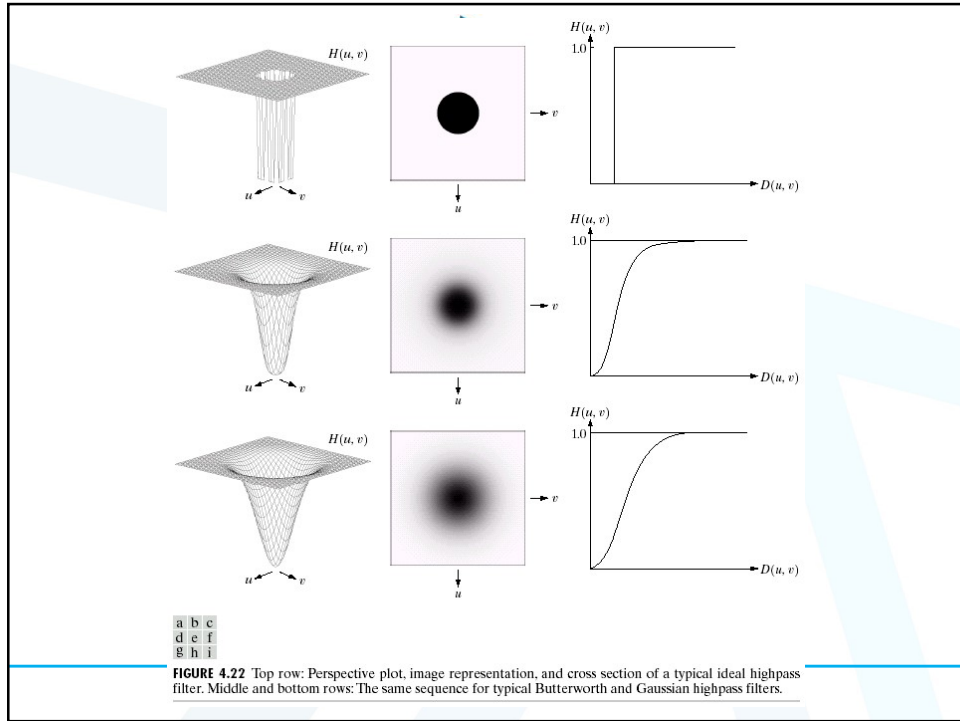 H(u, v)
u
v
v
u
H(u, v)
1.0
D(u, v)
H(u, v)
u
v
v
u
H(u, v)
1.0
D(u, v)
H(u, v)
u
v
v
u
H(u, v)
1.0
D(u, v)
a b c
d e f
g h i
FIGURE 4.22 Top row: Perspective plot, image representation, and cross section of a typical ideal highpass
filter. Middle and bottom rows: The same sequence for typical Butterworth and Gaussian highpass filters.